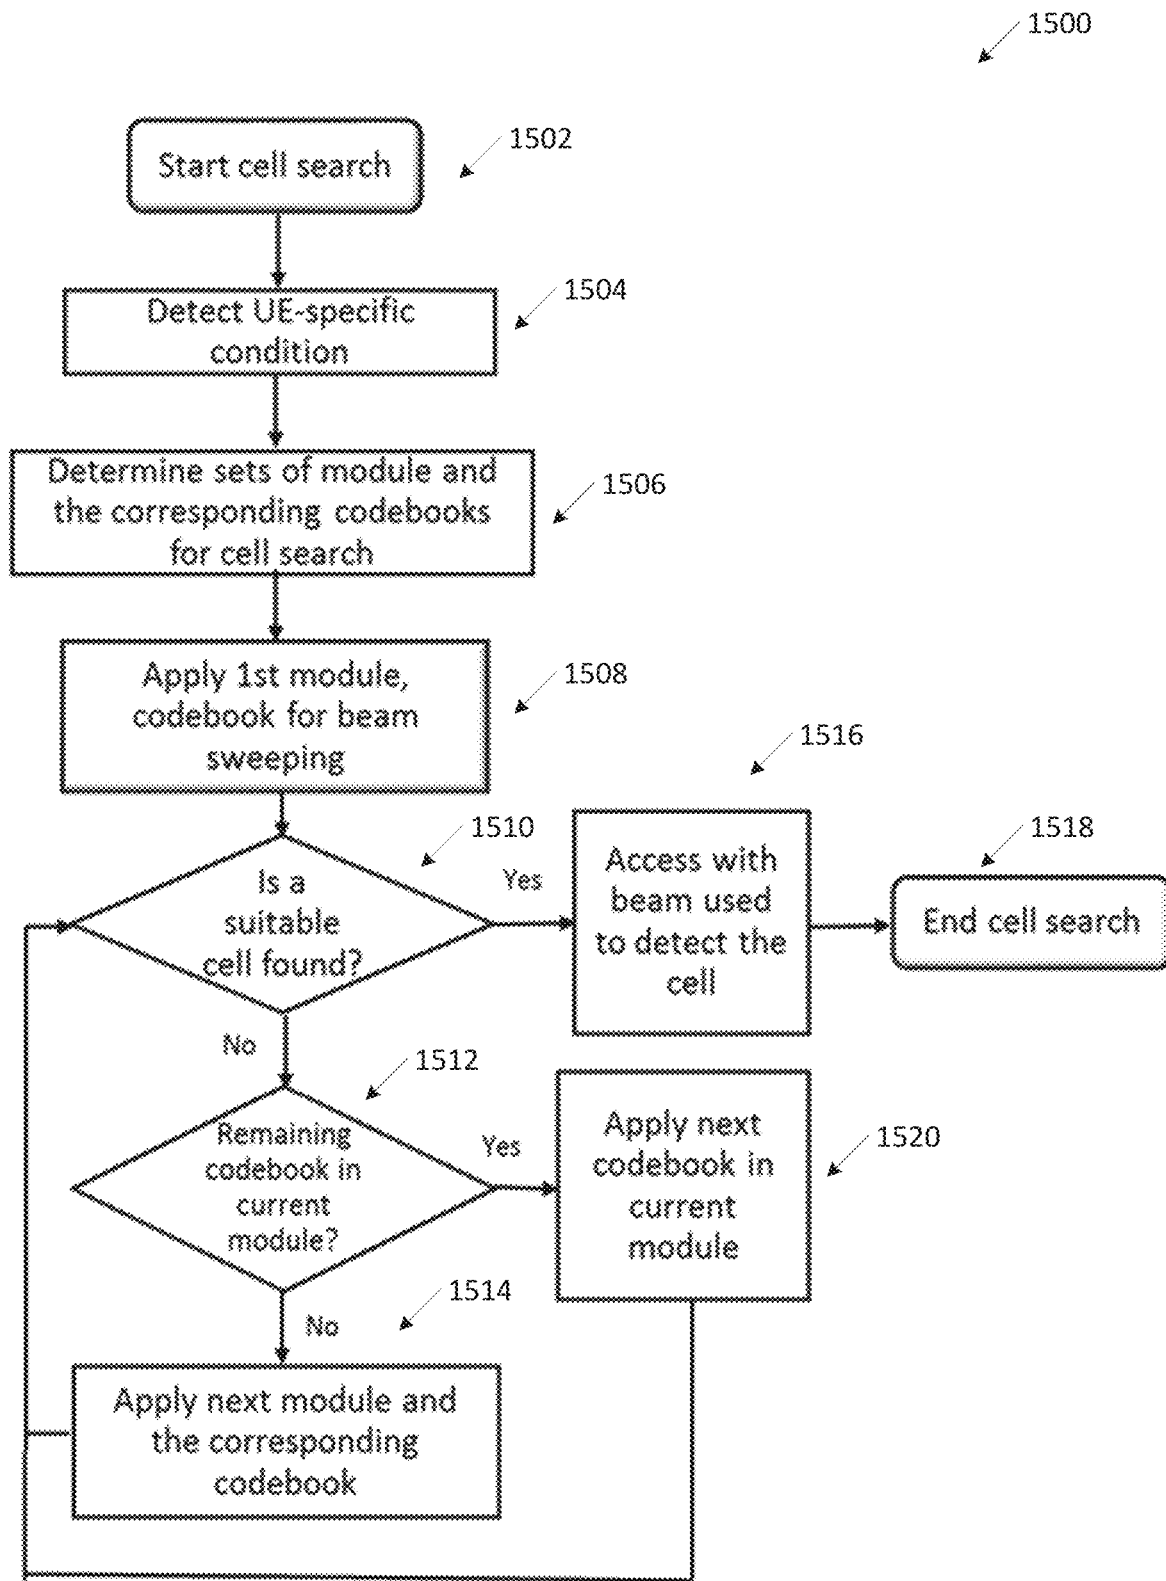 1500
Start cell search
1502
Detect UE-specific
condition
1504
Determine sets of module and
the corresponding codebooks
for cell search
1506
Apply 1st module,
codebook for beam
sweeping
1508
1510
Is a
suitable
cell found?
Yes
1516
Access with
beam used
to detect the
cell
1518
End cell search
No
1512
Remaining
codebook in
current
module?
Yes
Apply next
codebook in
current
module
1520
No
1514
Apply next module and
the corresponding
codebook